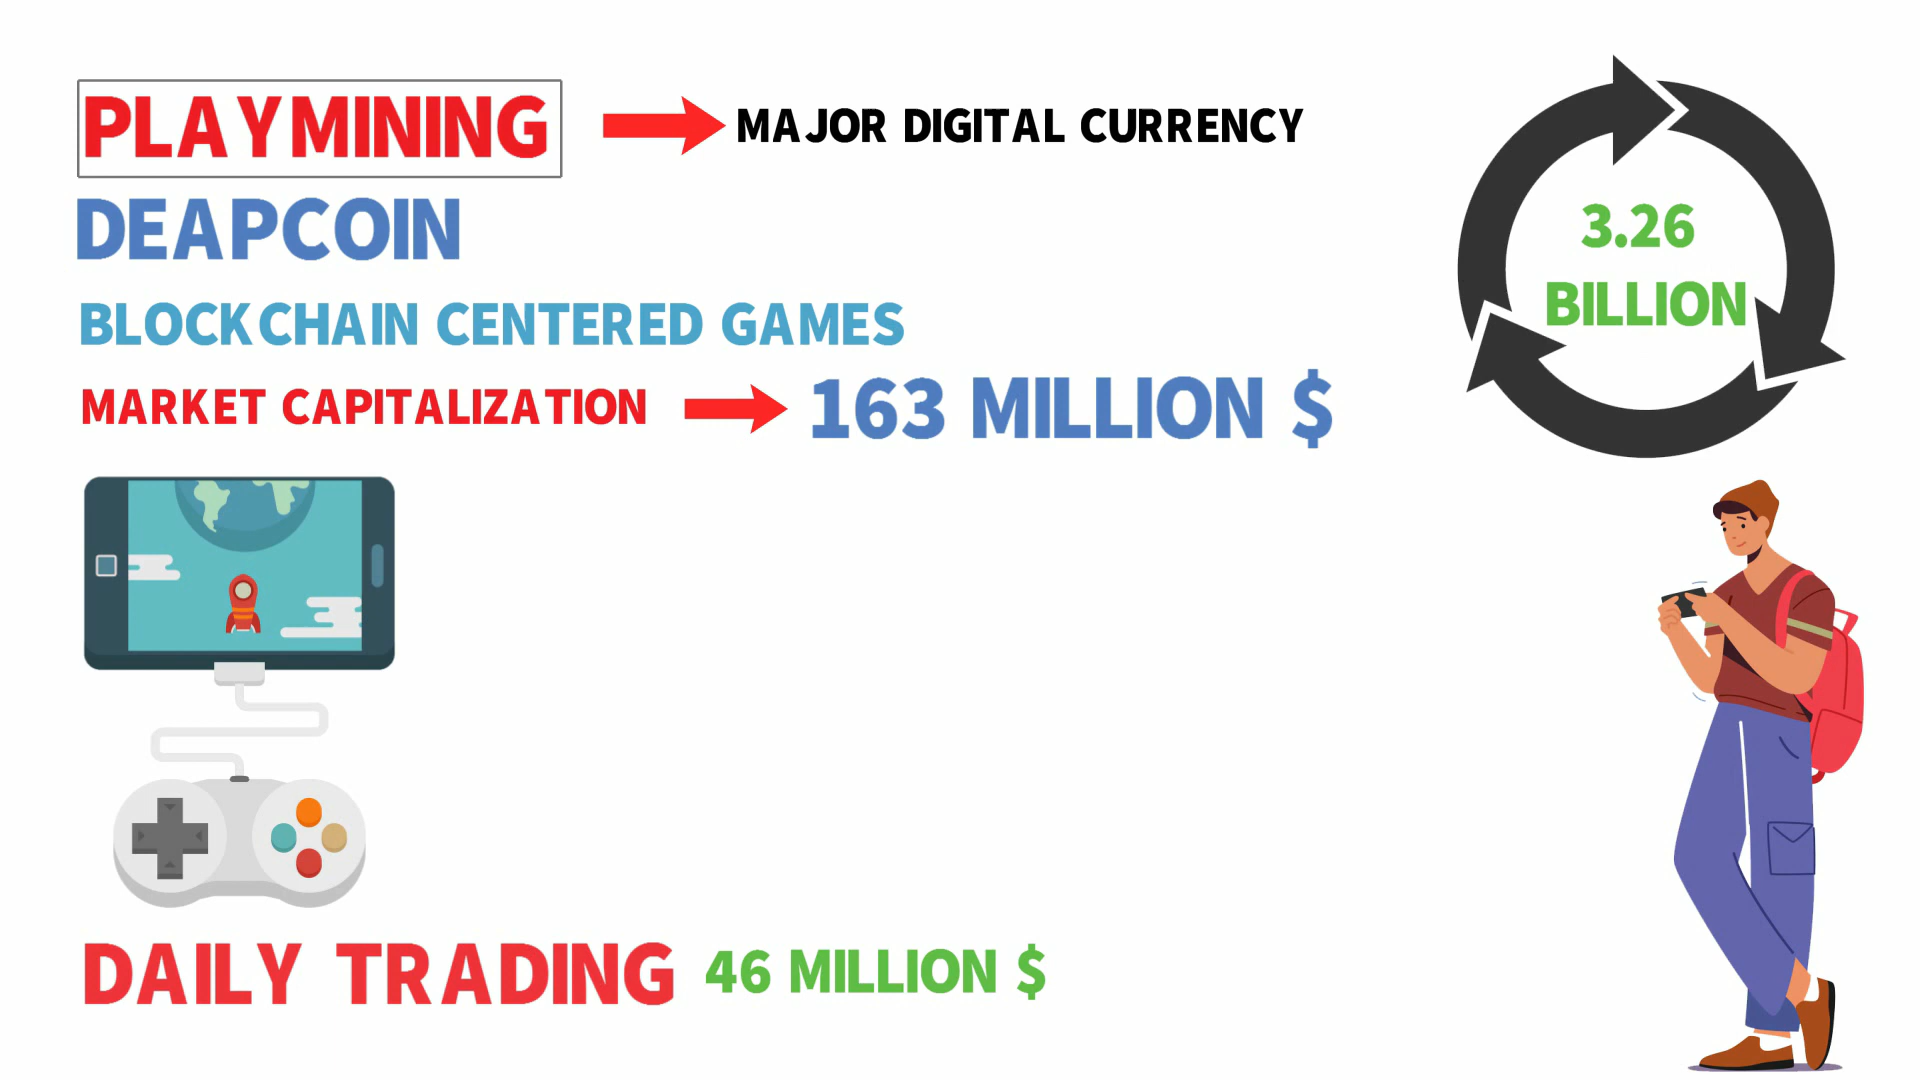 PLAYMINING
MAJOR DIGITAL CURRENCY
DEAPCOIN
BLOCKCHAIN CENTERED GAMES
MARKET CAPITALIZATION
163 MILLION $
3.26
BILLION
DAILY TRADING
46 MILLION $